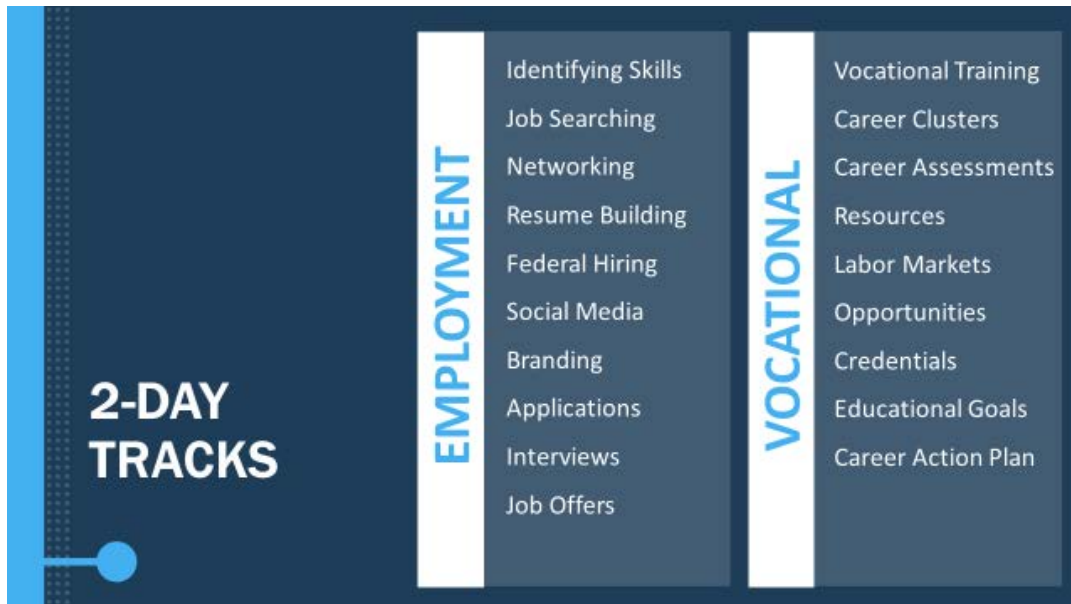 2-DAY
TRACKS
EMPLOYMENT
Identifying Skills
Job Searching
Networking
Resume Building
Federal Hiring
Social Media
Branding
Applications
Interviews
Job Offers
VOCATIONAL
Vocational Training
Career Clusters
Career Assessments
Resources
Labor Markets
Opportunities
Credentials
Educational Goals
Career Action Plan